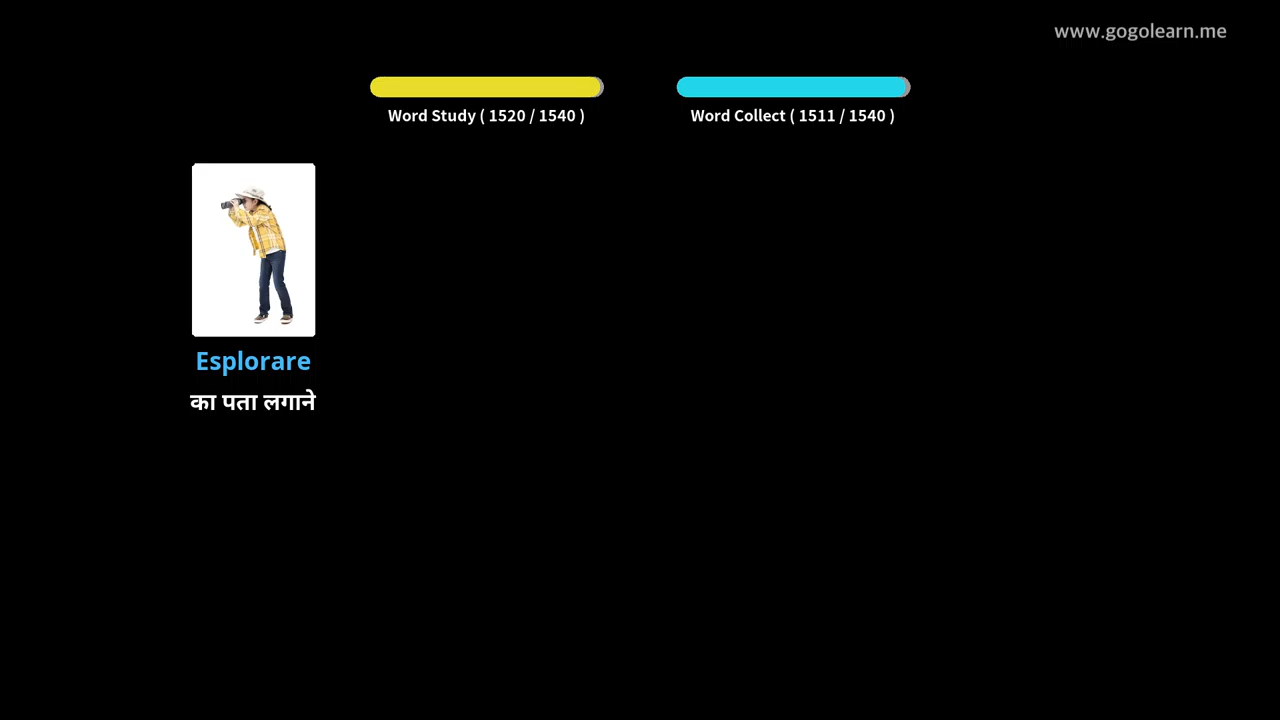 www.gogolearn.me
Word Study ( 1520 / 1540 )
Word Collect ( 1511 / 1540 )
Esplorare
का पता लगाने